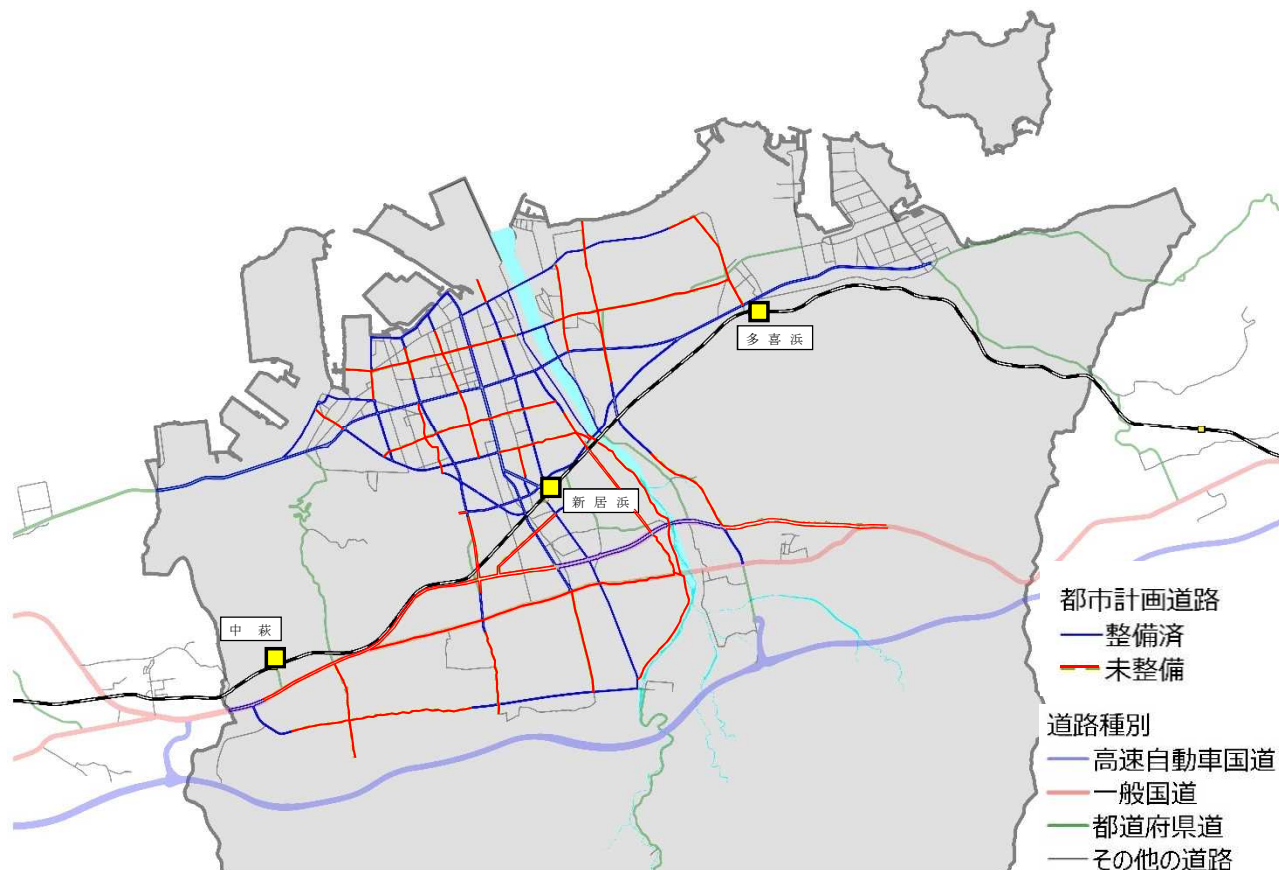 多喜浜
新居浜
中萩
都市計画道路
整備済
未整備
道路種別
高速自動車国道
一般国道
都道府県道
その他の道路